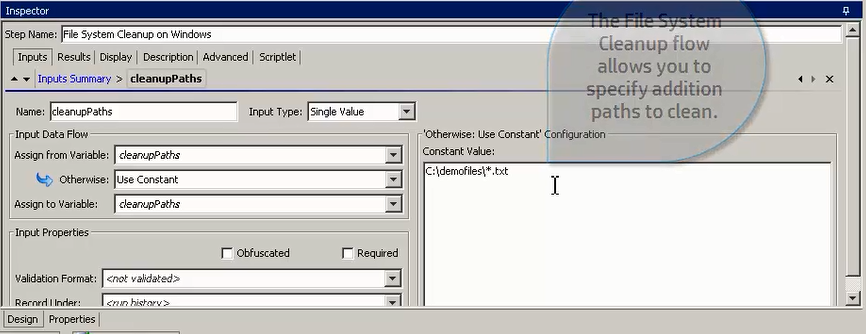 Inspector
Step Name: File System Cleanup on Windows
The File System
Cleanup flow
allows you to
specify addition
paths to clean.
Inputs Results Display Description Advanced Scriptlet
Inputs Summary > cleanupPaths
Name: cleanupPaths Input Type: Single Value
Input Data Flow
Assign from Variable: cleanupPaths
Otherwise: Use Constant
Assign to Variable: cleanupPaths
'Otherwise: Use Constant' Configuration
Constant Value:
C:\demofiles\*.txt
Input Properties
Obfuscated Required
Validation Format: <not validated>
Record Under: <run history>
Design Properties